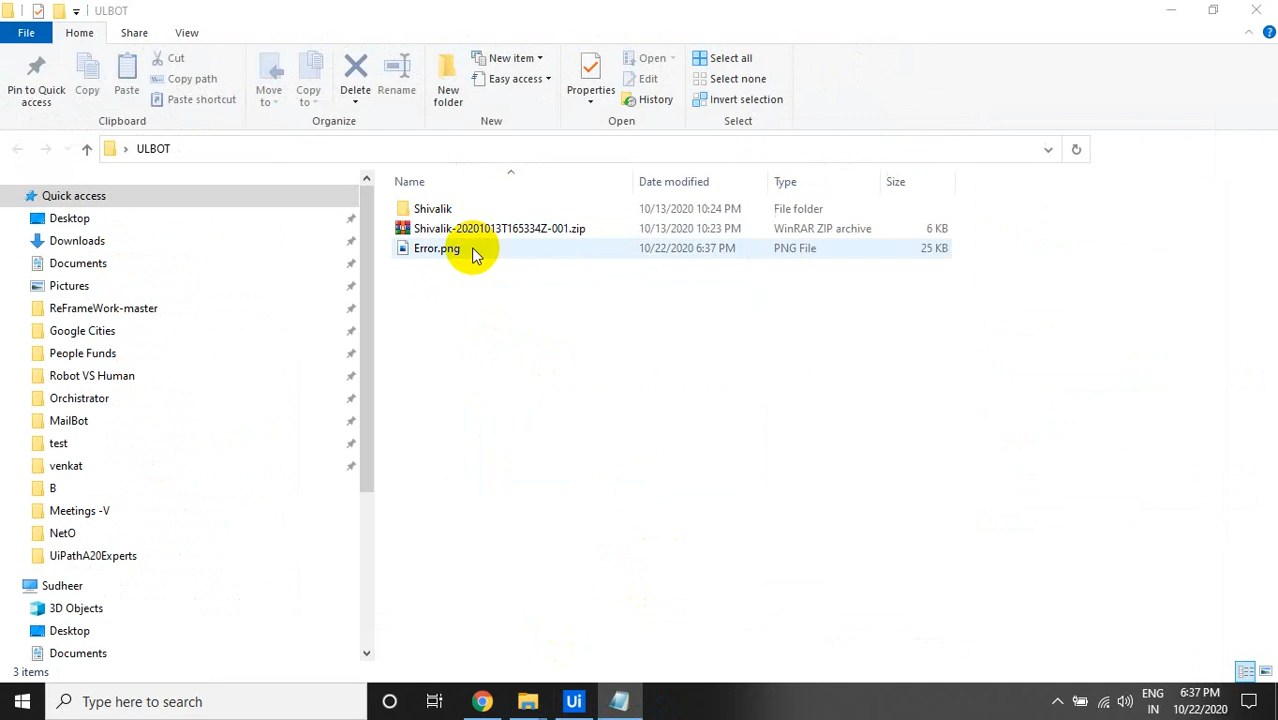 ULBOT
File Home Share View
Pin to Quick access
Copy
Paste
Cut
Copy path
Paste shortcut
Clipboard
Move to
Copy to
Delete
Rename
Organize
New folder
New item
Easy access
New
Properties
Open
Edit
History
Open
Select all
Select none
Invert selection
Select
ULBOT
Name Date modified Type Size
Shivalik 10/13/2020 10:24 PM File folder
Shivalik-20201013T165334Z-001.zip 10/13/2020 10:23 PM WinRAR ZIP archive 6 KB
Error.png 10/22/2020 6:37 PM PNG File 25 KB
Quick access
Desktop
Downloads
Documents
Pictures
ReFrameWork-master
Google Cities
People Funds
Robot VS Human
Orchistrator
MailBot
test
venkat
B
Meetings -V
NetO
UiPathA20Experts
Sudheer
3D Objects
Desktop
Documents
3 items
Type here to search
Ui
ENG
IN
6:37 PM
10/22/2020